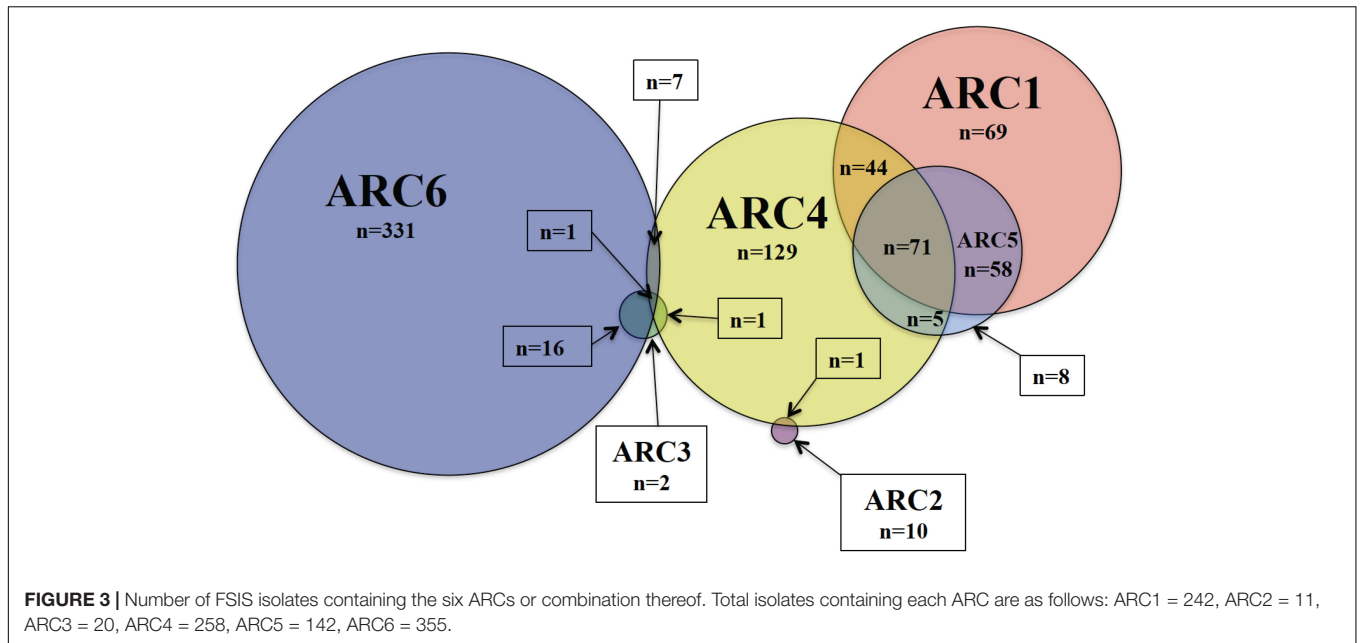 n=7
ARC1
n=69
n=44
ARC6
n=331
n=1
ARC4
n=129
n=71
ARC5
n=58
n=5
n=1
n=16
n=1
n=8
ARC3
n=2
ARC2
n=10
FIGURE 3 | Number of FSIS isolates containing the six ARCs or combination thereof. Total isolates containing each ARC are as follows: ARC1 = 242, ARC2 = 11,
ARC3 = 20, ARC4 = 258, ARC5 = 142, ARC6 = 355.